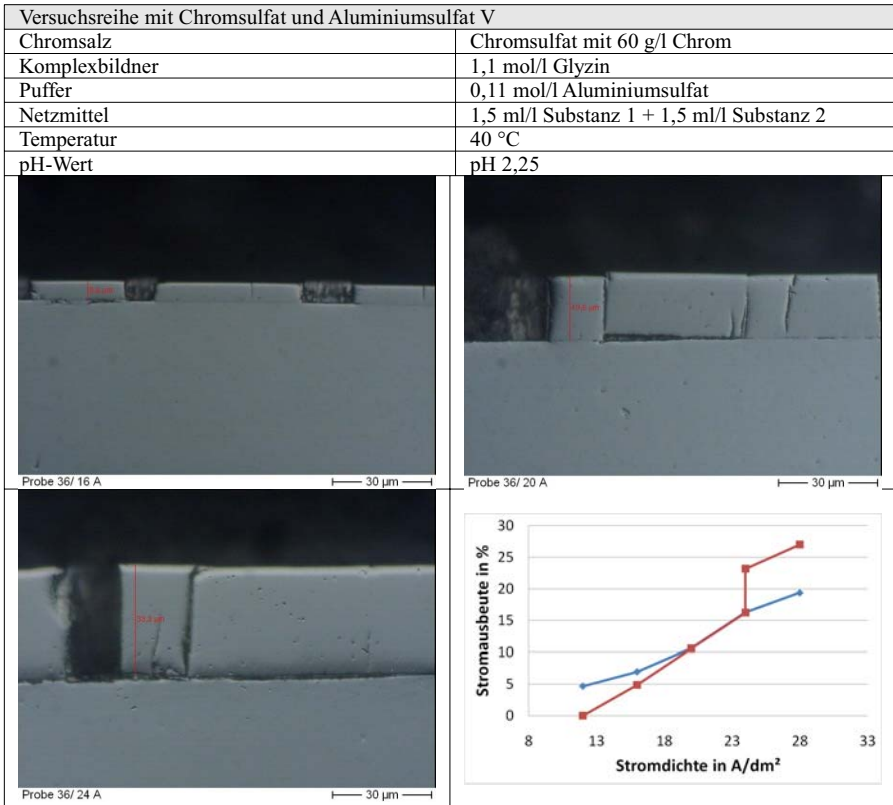 Versuchsreihe mit Chromsulfat und Aluminiumsulfat V
Chromsalz Chromsulfat mit 60 g/l Chrom
Komplexbildner 1,1 mol/l Glyzin
Puffer 0,11 mol/l Aluminiumsulfat
Netzmittel 1,5 ml/l Substanz 1 + 1,5 ml/l Substanz 2
Temperatur 40 °C
pH-Wert pH 2,25
Probe 36/ 16 A 30 µm
Probe 36/ 20 A 30 µm
Probe 36/ 24 A 30 µm
Stromausbeute in %
30
25
20
15
10
5
0
8 13 18 23 28 33
Stromdichte in A/dm²